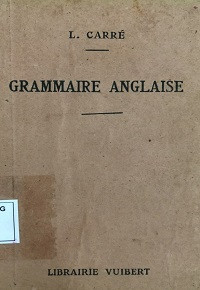 L. CARRÉ
GRAMMAIRE ANGLAISE
G
LIBRAIRIE VUIBERT